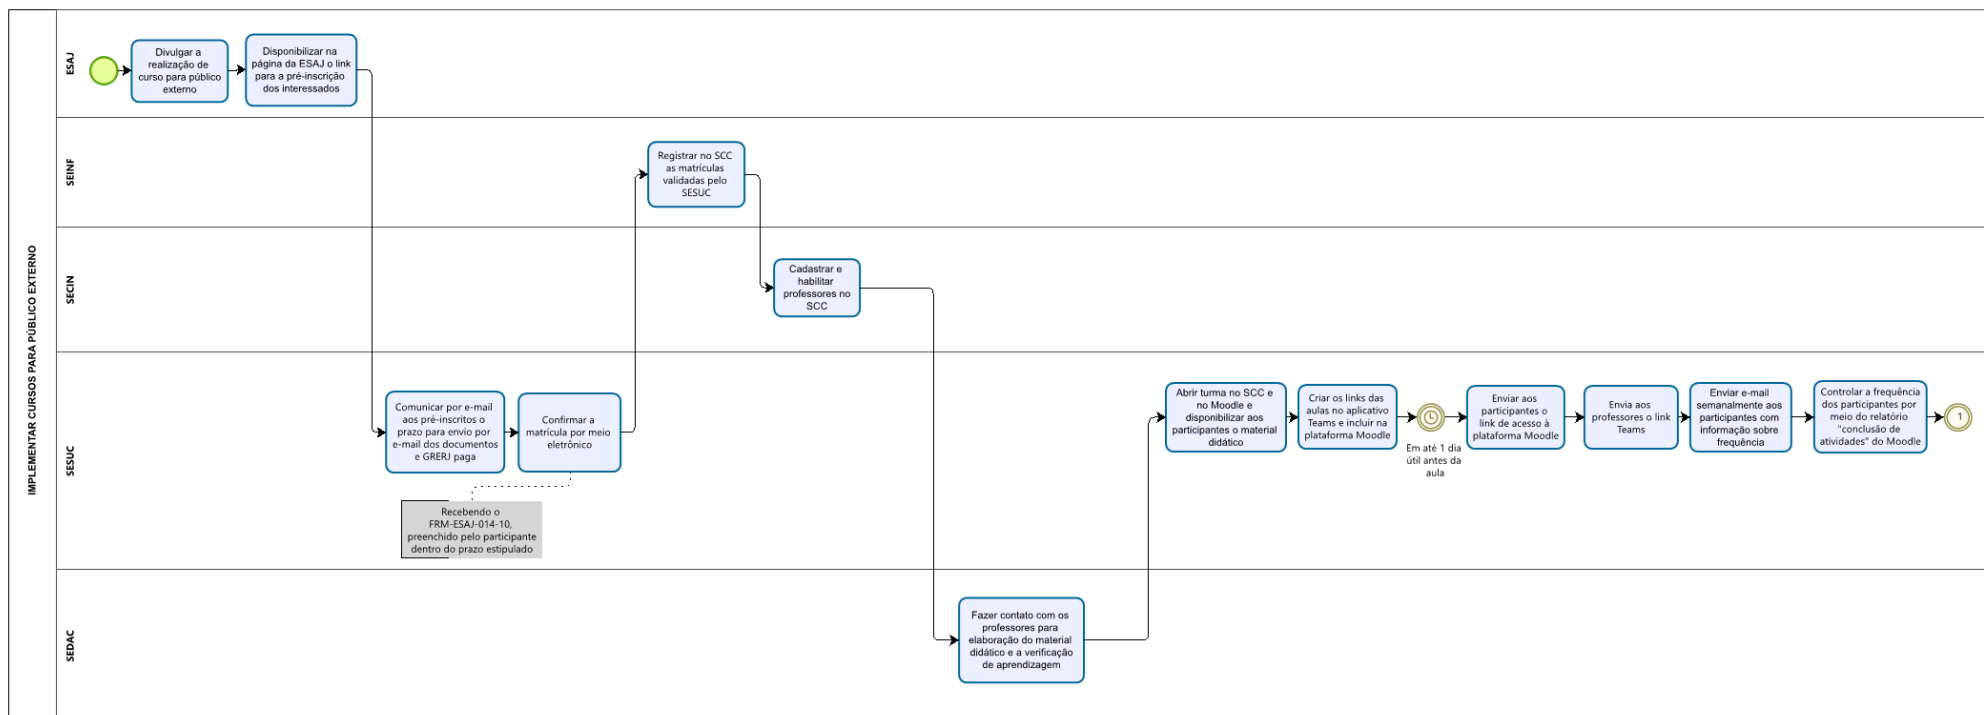 IMPLEMENTAR CURSOS PARA PÚBLICO EXTERNO
ESAJ
Divulgar a
realização de
curso para público
externo
Disponibilizar na
página da ESAJ o link
para a pré-inscrição
dos interessados
SEINF
Registrar no SCC
as matrículas
validadas pelo
SESUC
SECIN
Cadastrar e
habilitar
professores no
SCC
SESUC
Comunicar por e-mail
aos pré-inscritos o
prazo para envio por
e-mail dos documentos
e GRERJ paga
Confirmar a
matrícula por meio
eletrônico
Recebendo o
FRM-ESAJ-014-10,
preenchido pelo participante
dentro do prazo estipulado
Abrir turma no SCC e
no Moodle e
disponibilizar aos
participantes o material
didático
Criar os links das
aulas no aplicativo
Teams e incluir na
plataforma Moodle
Em até 1 dia
útil antes da
aula
Enviar aos
participantes o
link de acesso à
plataforma Moodle
Envia aos
professores o link
Teams
Enviar e-mail
semanalmente aos
participantes com
informação sobre
frequência
Controlar a frequência
dos participantes por
meio do relatório
"conclusão de
atividades" do Moodle
1
SEDAC
Fazer contato com os
professores para
elaboração do material
didático e a verificação
de aprendizagem